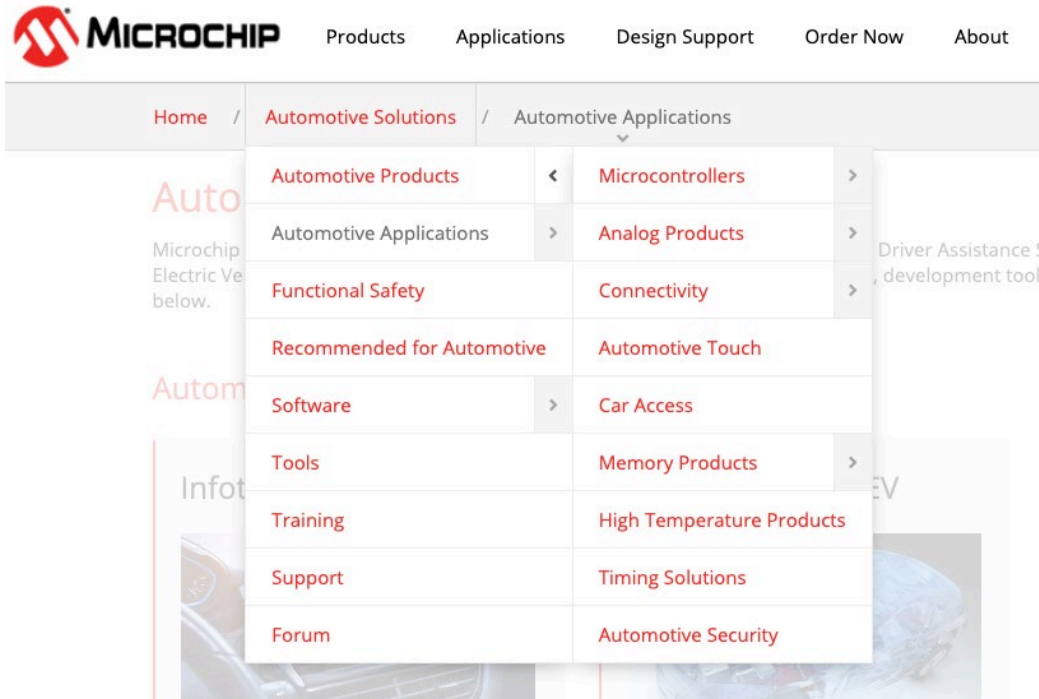 MICROCHIP Products Applications Design Support Order Now About
Home / Automotive Solutions / Automotive Applications
Automotive Products
Automotive Applications
Functional Safety
Recommended for Automotive
Software
Tools
Training
Support
Forum
Microcontrollers
Analog Products
Connectivity
Automotive Touch
Car Access
Memory Products
High Temperature Products
Timing Solutions
Automotive Security
Auto
Microchip Driver Assistance
Electric Ve , development tool
below.
Autom
Infot EV